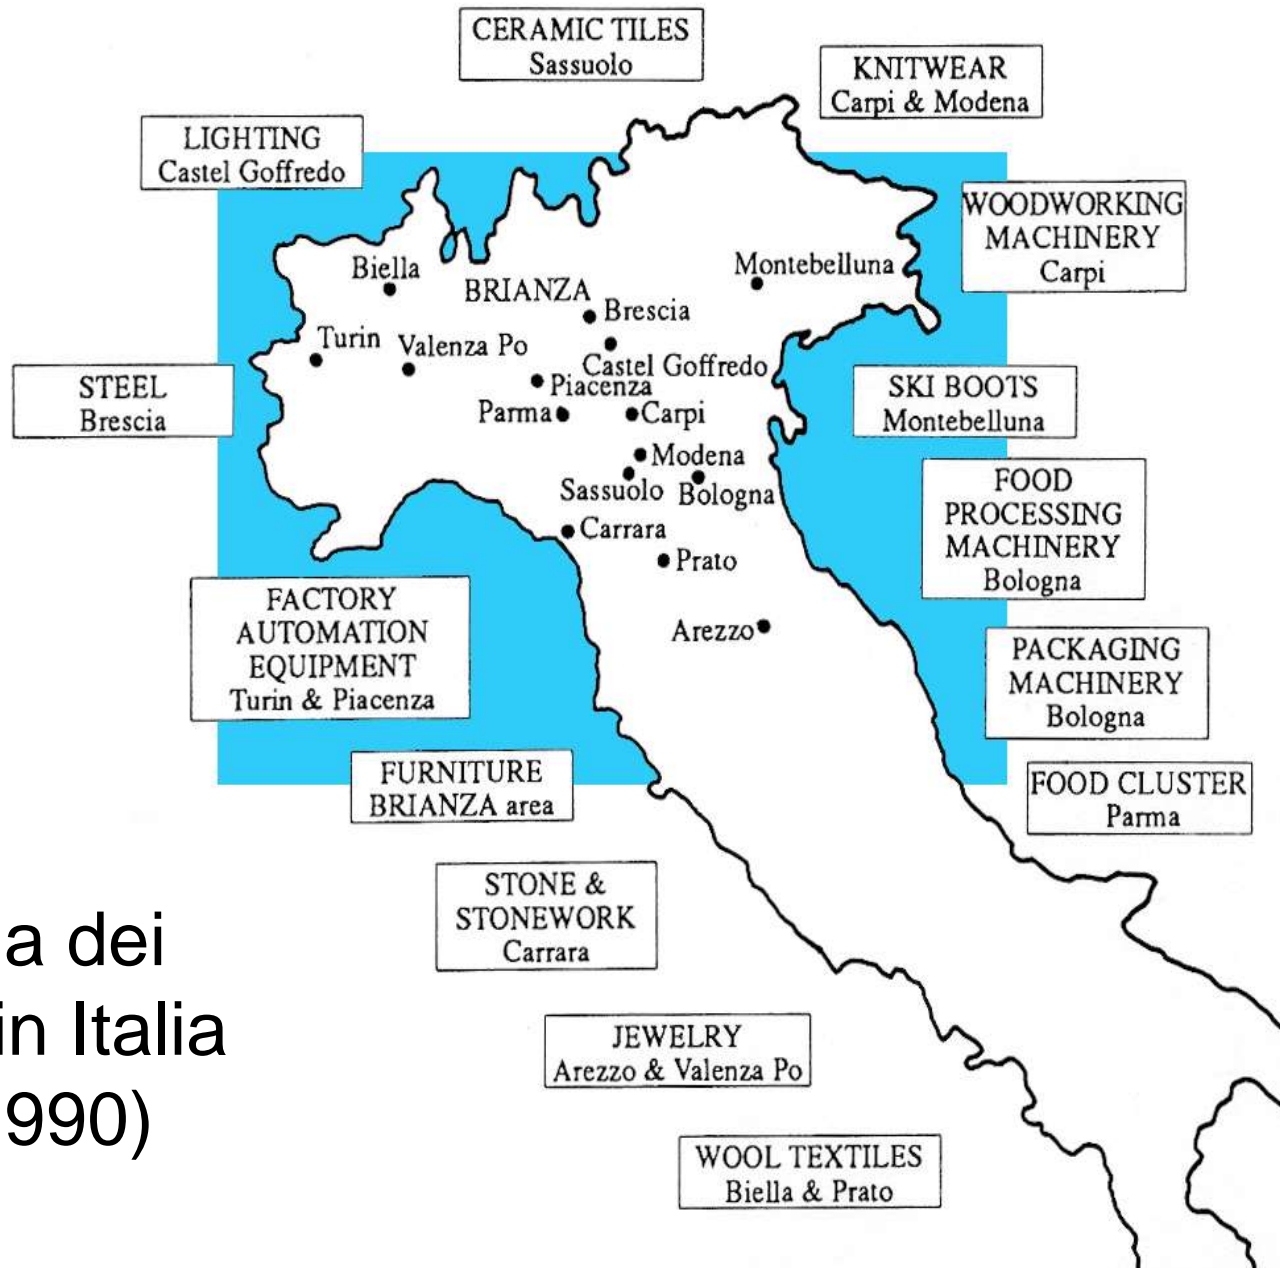 CERAMIC TILES
Sassuolo
KNITWEAR
Carpi & Modena
LIGHTING
Castel Goffredo
WOODWORKING
MACHINERY
Carpi
Biella
Montebelluna
BRIANZA
Brescia
Turin
Valenza Po
Castel Goffredo
Piacenza
Parma
Carpi
STEEL
Brescia
SKI BOOTS
Montebelluna
Modena
Sassuolo
Bologna
FOOD
PROCESSING
MACHINERY
Bologna
Carrara
Prato
Arezzo
FACTORY
AUTOMATION
EQUIPMENT
Turin & Piacenza
PACKAGING
MACHINERY
Bologna
FURNITURE
BRIANZA area
FOOD CLUSTER
Parma
STONE &
STONEWORK
Carrara
a dei
in Italia
990)
JEWELRY
Arezzo & Valenza Po
WOOL TEXTILES
Biella & Prato